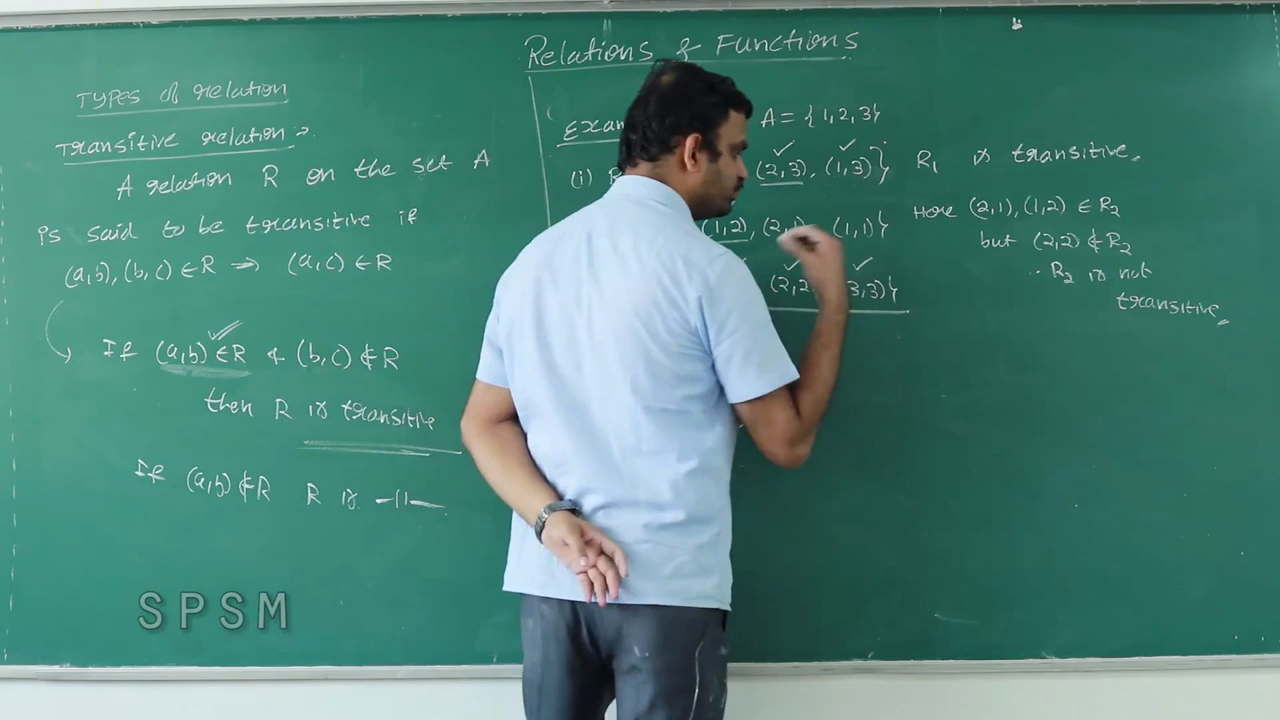 Relations & Functions
TYPES of relation
Transitive relation :-
A relation R on the set A
is said to be transitive if
(a,b), (b,c) ∈ R ⇒ (a,c) ∈ R
If (a,b) ∈ R & (b,c) ∉ R
then R is transitive
If (a,b) ∉ R R is —〃—
A = {1,2,3}
(i) (2,3), (1,3)} R₁ is transitive.
(1,2), (2,1), (1,1)}
(2,2), (3,3)}
Here (2,1), (1,2) ∈ R₂
but (2,2) ∉ R₂
∴ R₂ is not
transitive.
SPSM